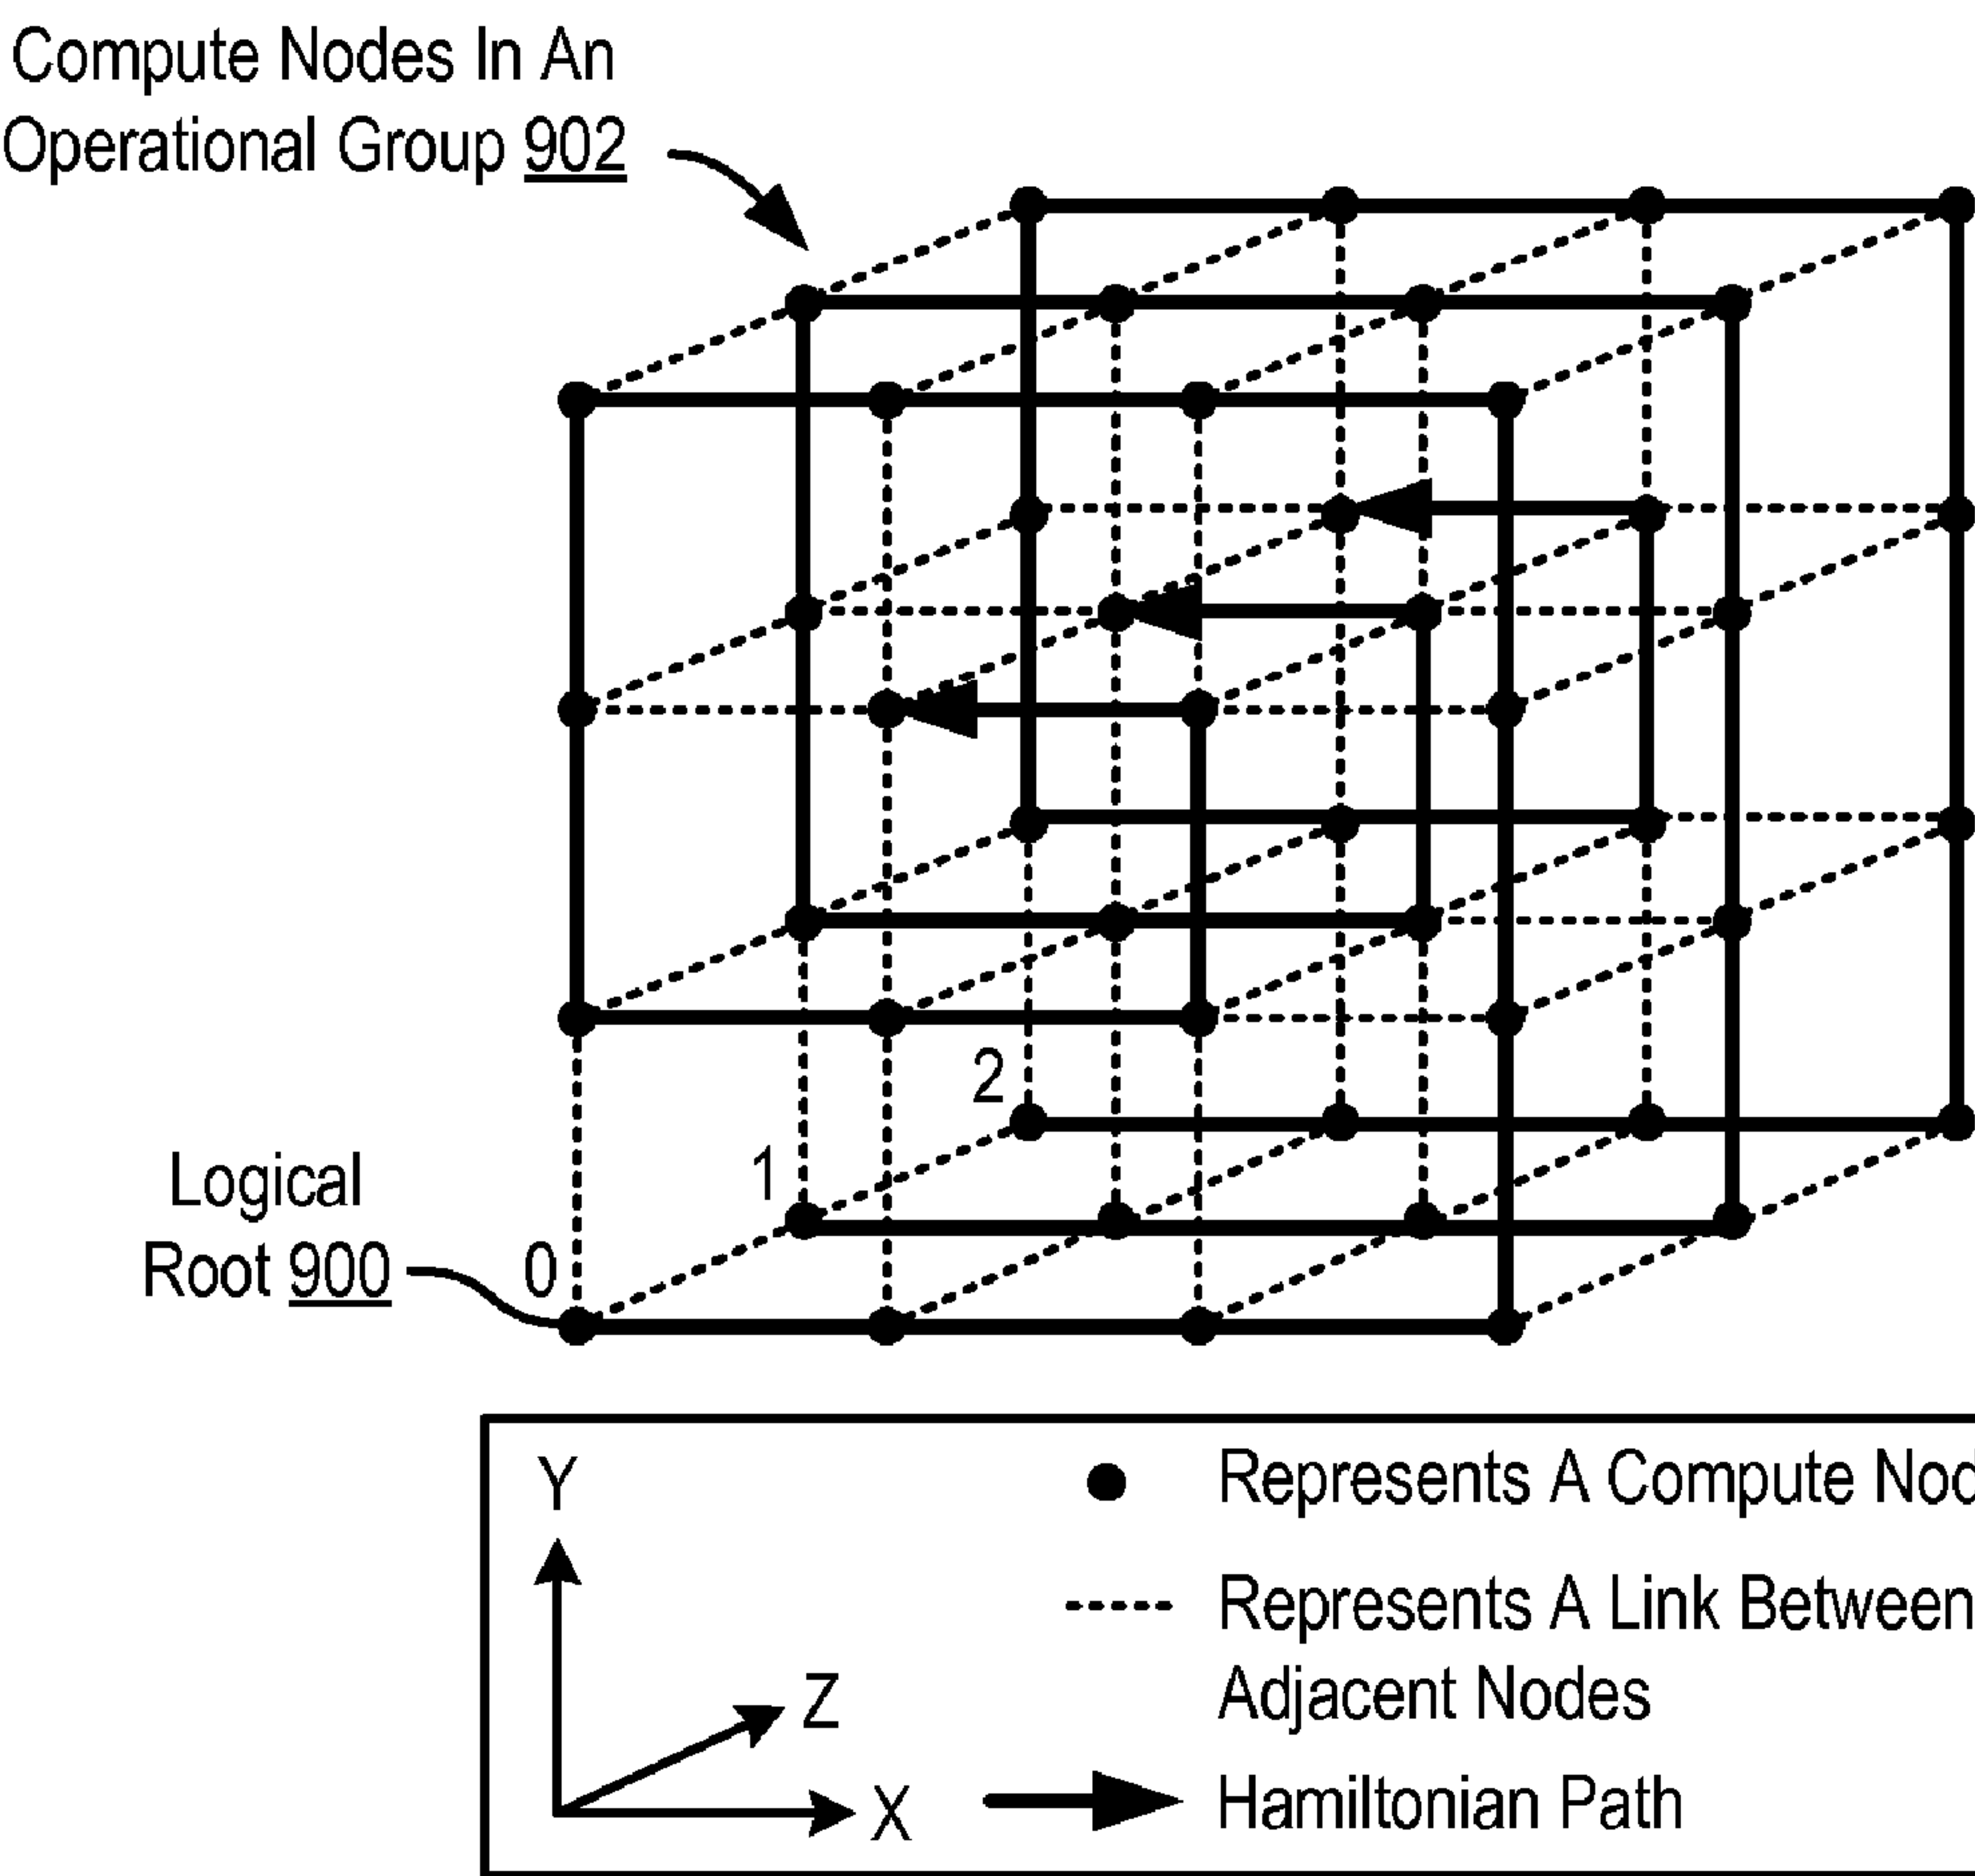 Compute Nodes In An
Operational Group 902
2
1
Logical
Root 900
0
Y
Z
X
Represents A Compute Nod
Represents A Link Between
Adjacent Nodes
Hamiltonian Path